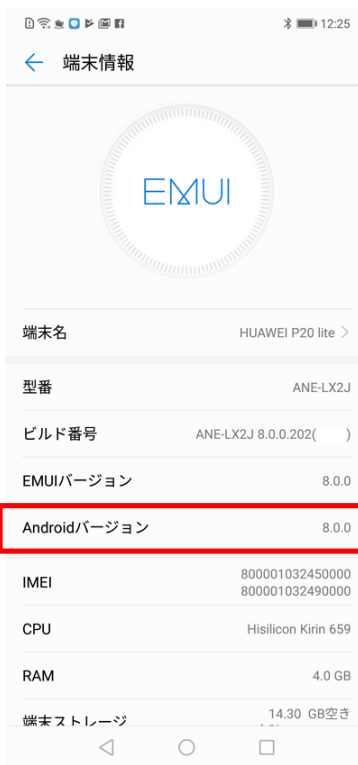 12:25
端末情報
EMUI
端末名 HUAWEI P20 lite
型番 ANE-LX2J
ビルド番号 ANE-LX2J 8.0.0.202( )
EMUIバージョン 8.0.0
Androidバージョン 8.0.0
IMEI 800001032450000
800001032490000
CPU Hisilicon Kirin 659
RAM 4.0 GB
端末ストレージ 14.30 GB空き